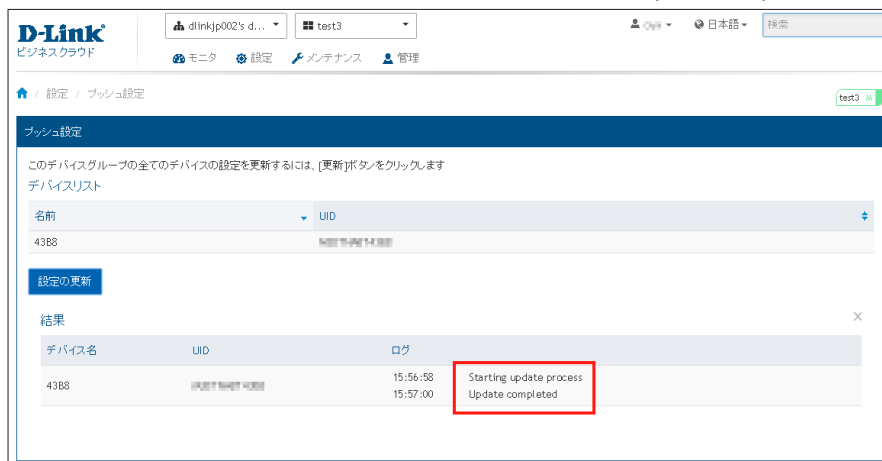 D-Link
dlinkjp002's d...
test3
日本語
検索
ビジネスクラウド
モニタ 設定 メンテナンス 管理
/ 設定 / プッシュ設定
test3
プッシュ設定
このデバイスグループの全てのデバイスの設定を更新するには、[更新]ボタンをクリックします
デバイスリスト
名前 UID
43B8
設定の更新
結果
デバイス名 UID ログ
43B8 15:56:58 Starting update process
15:57:00 Update completed